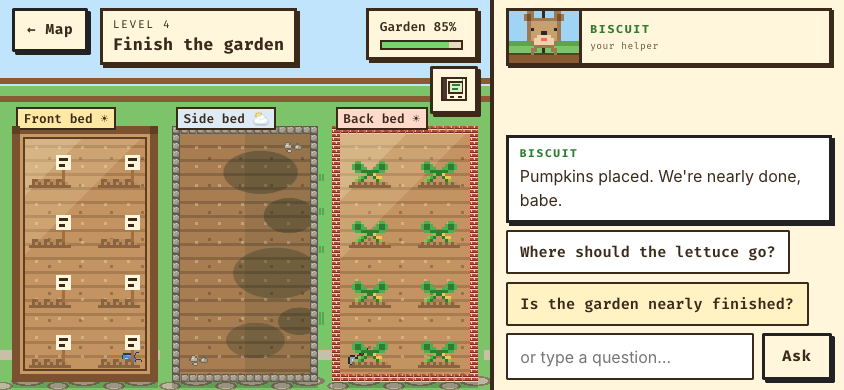 ← Map
LEVEL 4
Finish the garden
Garden 85%
Front bed ☀
Side bed ⛅
Back bed ☀
BISCUIT
your helper
BISCUIT
Pumpkins placed. We're nearly done,
babe.
Where should the lettuce go?
Is the garden nearly finished?
or type a question...
Ask